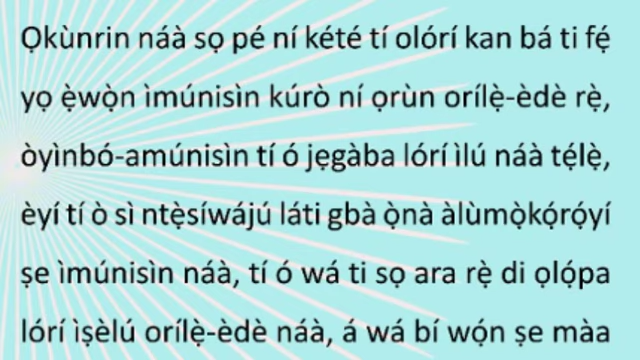 Ọkùnrin náà sọ pé ní kété tí olórí kan bá ti fẹ́
yọ ẹ̀wọ̀n ìmúnisìn kúrò ní ọrùn orílẹ̀-èdè rẹ̀,
òyìnbó-amúnisìn tí ó jẹgàba lórí ìlú náà tẹ́lẹ̀,
èyí tí ò sì ntẹ̀síwájú láti gbà ọ̀nà àlùmọ̀kọ́rọ́yí
ṣe ìmúnisìn náà, tí ó wá ti sọ ara rẹ̀ di ọlọ́pa
lórí ìṣèlú orílẹ̀-èdè náà, á wá bí wọ́n ṣe màa